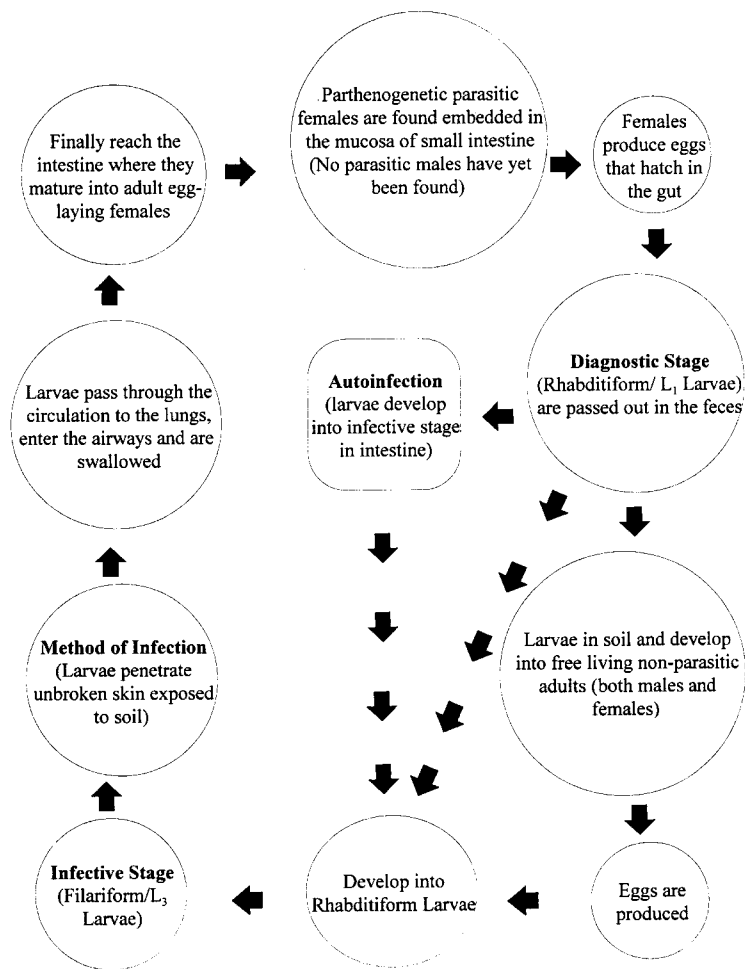 Parthenogenetic parasitic
females are found embedded in
the mucosa of small intestine
(No parasitic males have yet
been found)
Females
produce eggs
that hatch in
the gut
Diagnostic Stage
(Rhabditiform/ L₁ Larvae)
are passed out in the feces
Autoinfection
(larvae develop
into infective stage
in intestine)
Larvae in soil and develop
into free living non-parasitic
adults (both males and
females)
Eggs are
produced
Develop into
Rhabditiform Larvae
Infective Stage
(Filariform/L₃
Larvae)
Method of Infection
(Larvae penetrate
unbroken skin exposed
to soil)
Larvae pass through the
circulation to the lungs,
enter the airways and are
swallowed
Finally reach the
intestine where they
mature into adult egg-
laying females